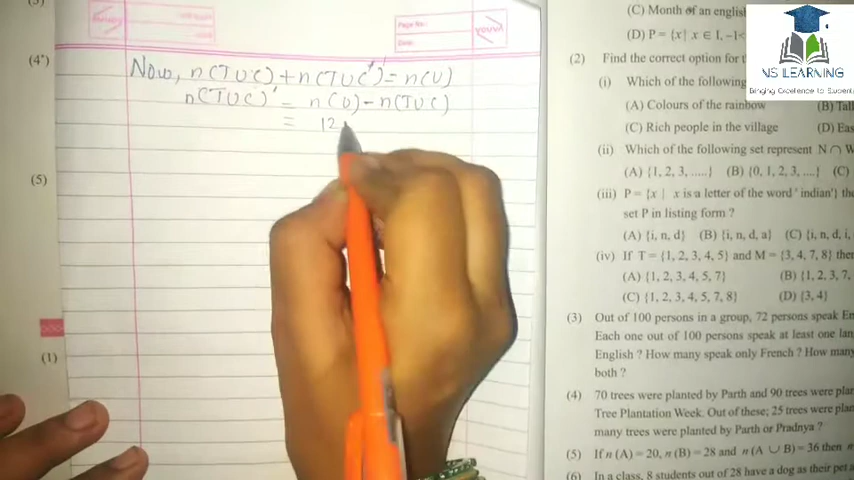 Page No:
Date:
YOUVA
(4)
Now, n(TUC) + n(TUC)' = n(U)
n(TUC)' = n(U) - n(TUC)
= 12
(5)
(1)
(C) Month of an english
(D) P = {x | x ∈ I, –1<
NS LEARNING
Bringing Excellence to Students
(2) Find the correct option for
(i) Which of the following
(A) Colours of the rainbow (B) Tall
(C) Rich people in the village (D) Eas
(ii) Which of the following set represent N ∩ W
(A) {1, 2, 3, .....} (B) {0, 1, 2, 3, ....} (C)
(iii) P = {x | x is a letter of the word ' indian'} the
set P in listing form ?
(A) {i, n, d} (B) {i, n, d, a} (C) {i, n, d, i,
(iv) If T = {1, 2, 3, 4, 5} and M = {3, 4, 7, 8} then
(A) {1, 2, 3, 4, 5, 7} (B) {1, 2, 3, 7,
(C) {1, 2, 3, 4, 5, 7, 8} (D) {3, 4}
(3) Out of 100 persons in a group, 72 persons speak En
Each one out of 100 persons speak at least one lan
English ? How many speak only French ? How many
both ?
(4) 70 trees were planted by Parth and 90 trees were plan
Tree Plantation Week. Out of these; 25 trees were plan
many trees were planted by Parth or Pradnya ?
(5) If n (A) = 20, n (B) = 28 and n (A ∪ B) = 36 then n
(6) In a class, 8 students out of 28 have a dog as their pet a